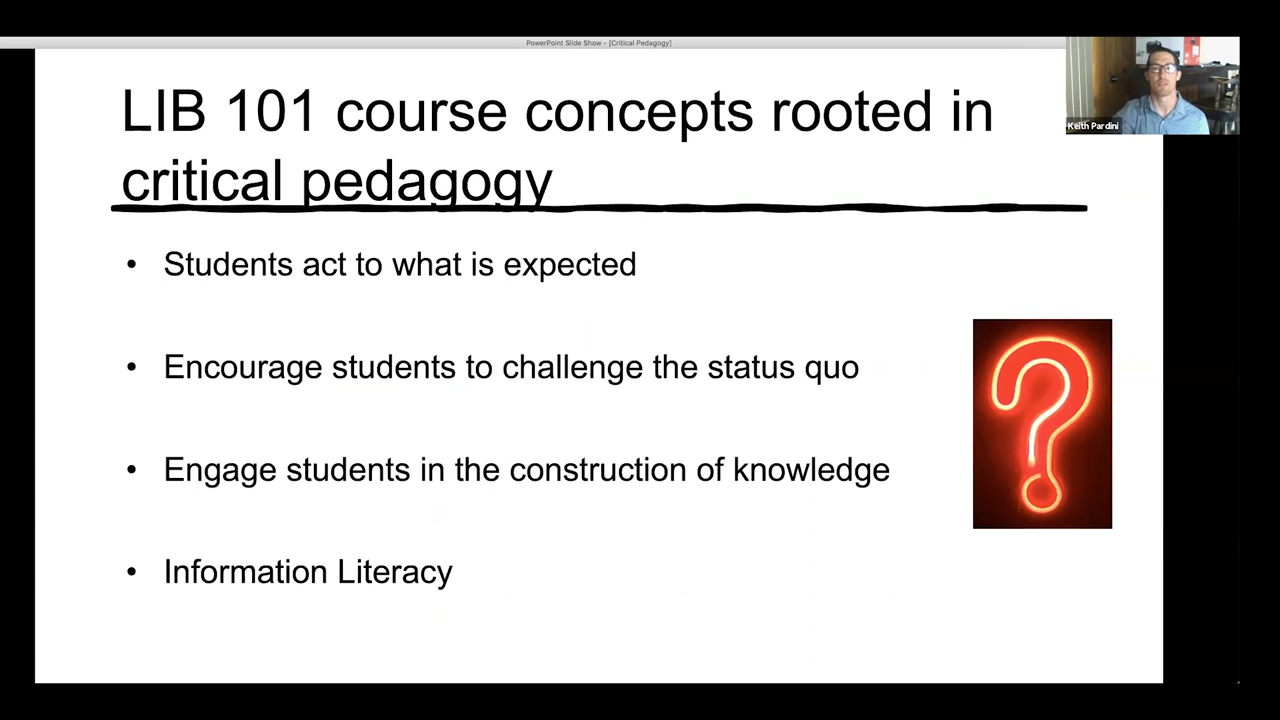 PowerPoint Slide Show - [Critical Pedagogy]
LIB 101 course concepts rooted in
critical pedagogy
Keith Pardini
• Students act to what is expected
• Encourage students to challenge the status quo
• Engage students in the construction of knowledge
• Information Literacy